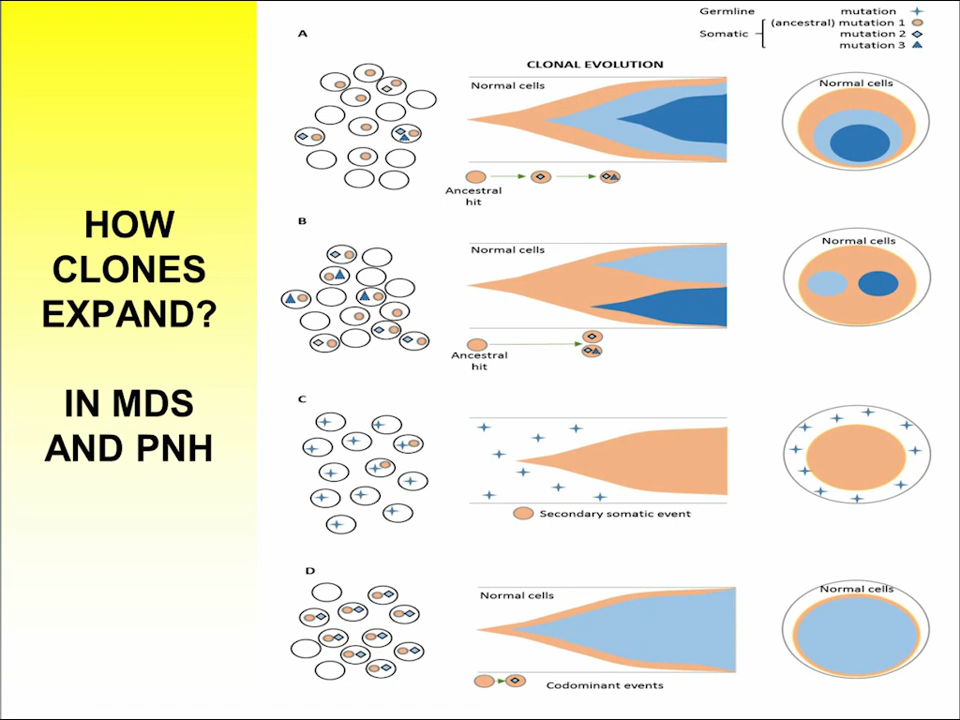 HOW
CLONES
EXPAND?
IN MDS
AND PNH
Germline mutation
Somatic (ancestral) mutation 1
mutation 2
mutation 3
A
CLONAL EVOLUTION
Normal cells
Normal cells
Ancestral
hit
B
Normal cells
Normal cells
Ancestral
hit
C
Secondary somatic event
D
Normal cells
Normal cells
Codominant events